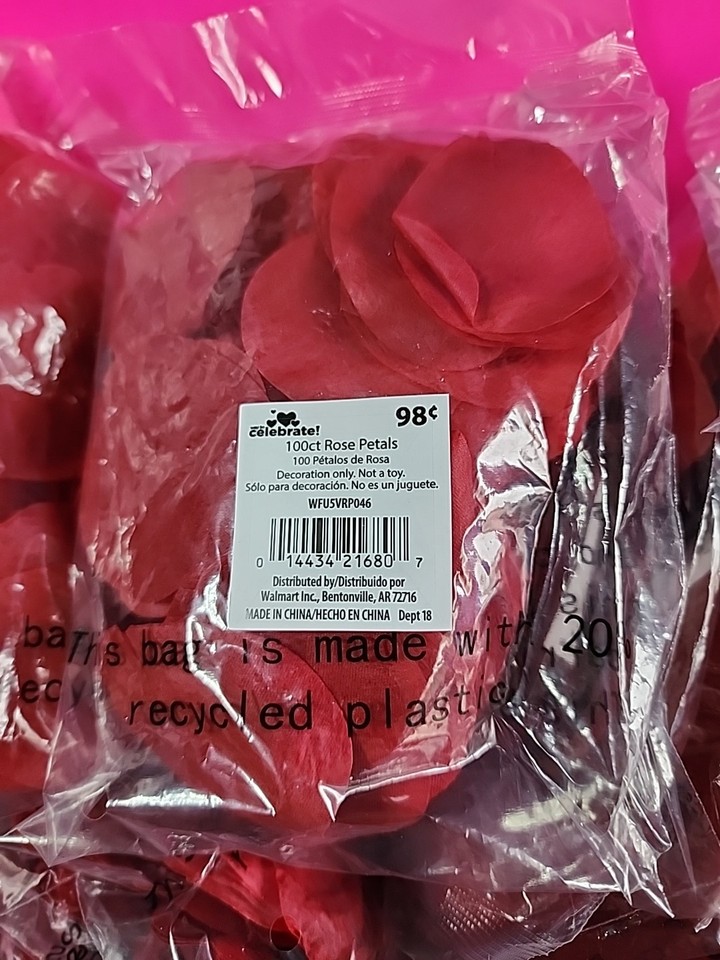 celebrate!
98¢
100ct Rose Petals
100 Pétalos de Rosa
Decoration only. Not a toy.
Sólo para decoración. No es un juguete.
WFU5VRP046
0 14434 21680 7
Distributed by/Distribuido por
Walmart Inc., Bentonville, AR 72716
MADE IN CHINA/HECHO EN CHINA Dept 18
This bag is made with 20
recycled plastic